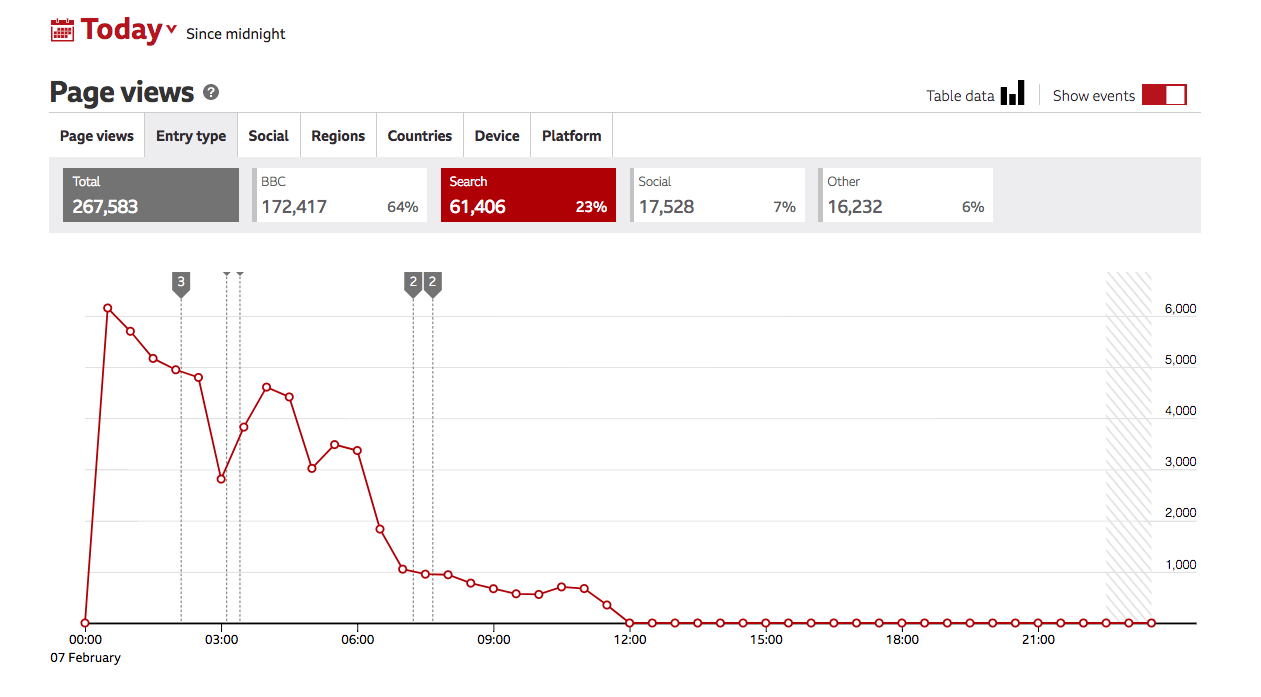 Today Since midnight
Page views ?
Table data Show events
Page views Entry type Social Regions Countries Device Platform
Total BBC Search Social Other
267,583 172,417 64% 61,406 23% 17,528 7% 16,232 6%
3 2 2
6,000
5,000
4,000
3,000
2,000
1,000
00:00 03:00 06:00 09:00 12:00 15:00 18:00 21:00
07 February